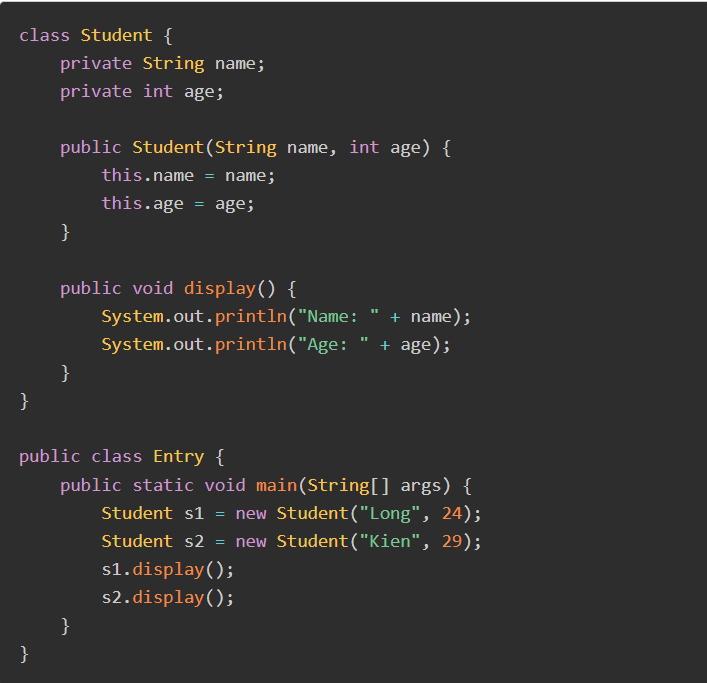 class Student {
    private String name;
    private int age;

    public Student(String name, int age) {
        this.name = name;
        this.age = age;
    }

    public void display() {
        System.out.println("Name: " + name);
        System.out.println("Age: " + age);
    }
}

public class Entry {
    public static void main(String[] args) {
        Student s1 = new Student("Long", 24);
        Student s2 = new Student("Kien", 29);
        s1.display();
        s2.display();
    }
}